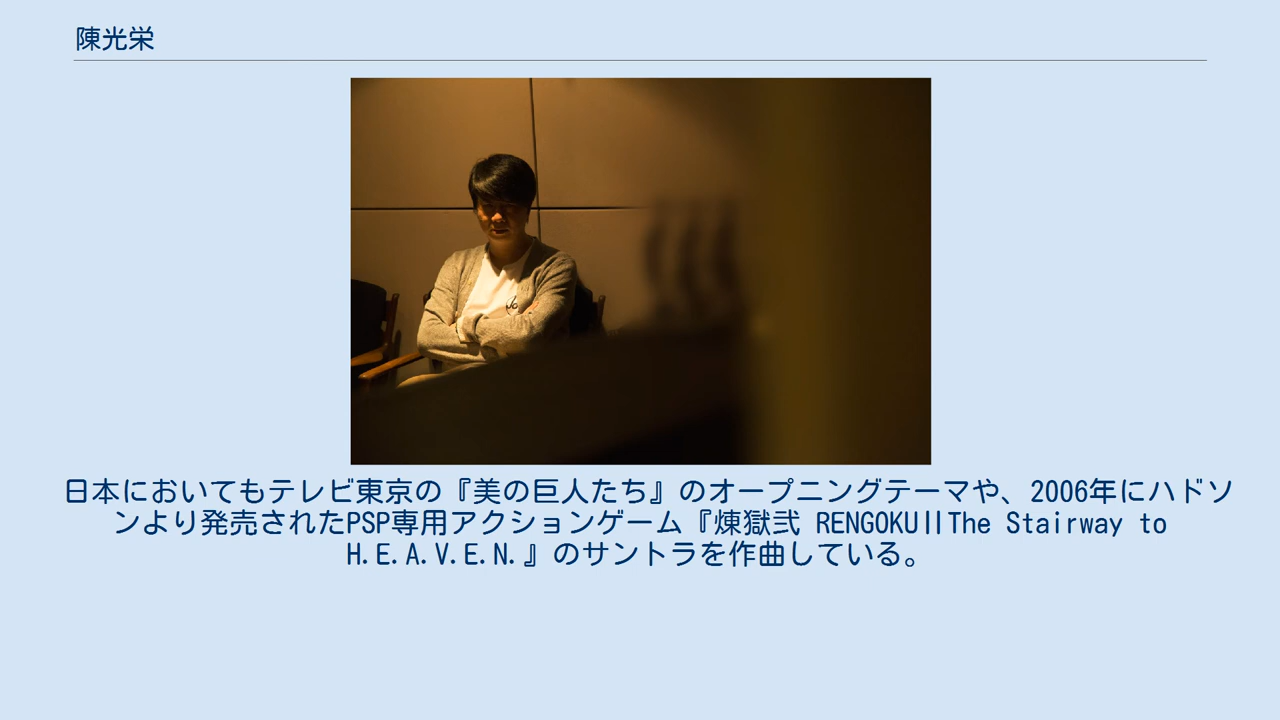 陳光栄
日本においてもテレビ東京の『美の巨人たち』のオープニングテーマや、2006年にハドソ
ンより発売されたPSP専用アクションゲーム『煉獄弐 RENGOKUⅡThe Stairway to
H.E.A.V.E.N.』のサントラを作曲している。